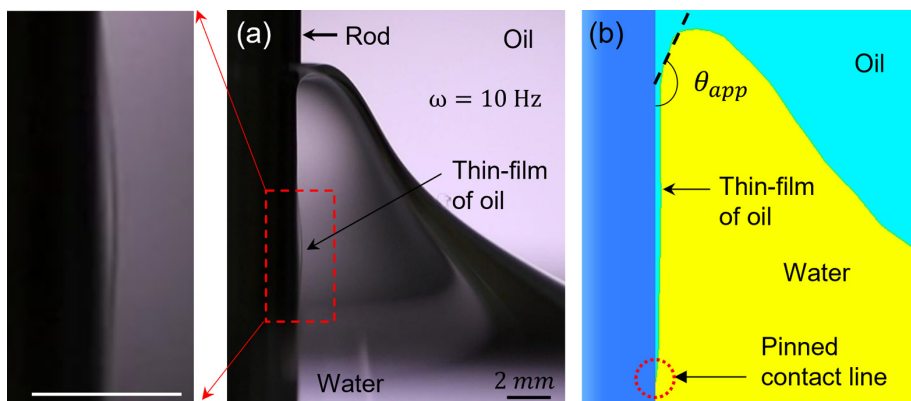 (a)
Rod
Oil
ω = 10 Hz
Thin-film
of oil
Water
2 mm
(b)
Oil
θapp
Thin-film
of oil
Water
Pinned
contact line